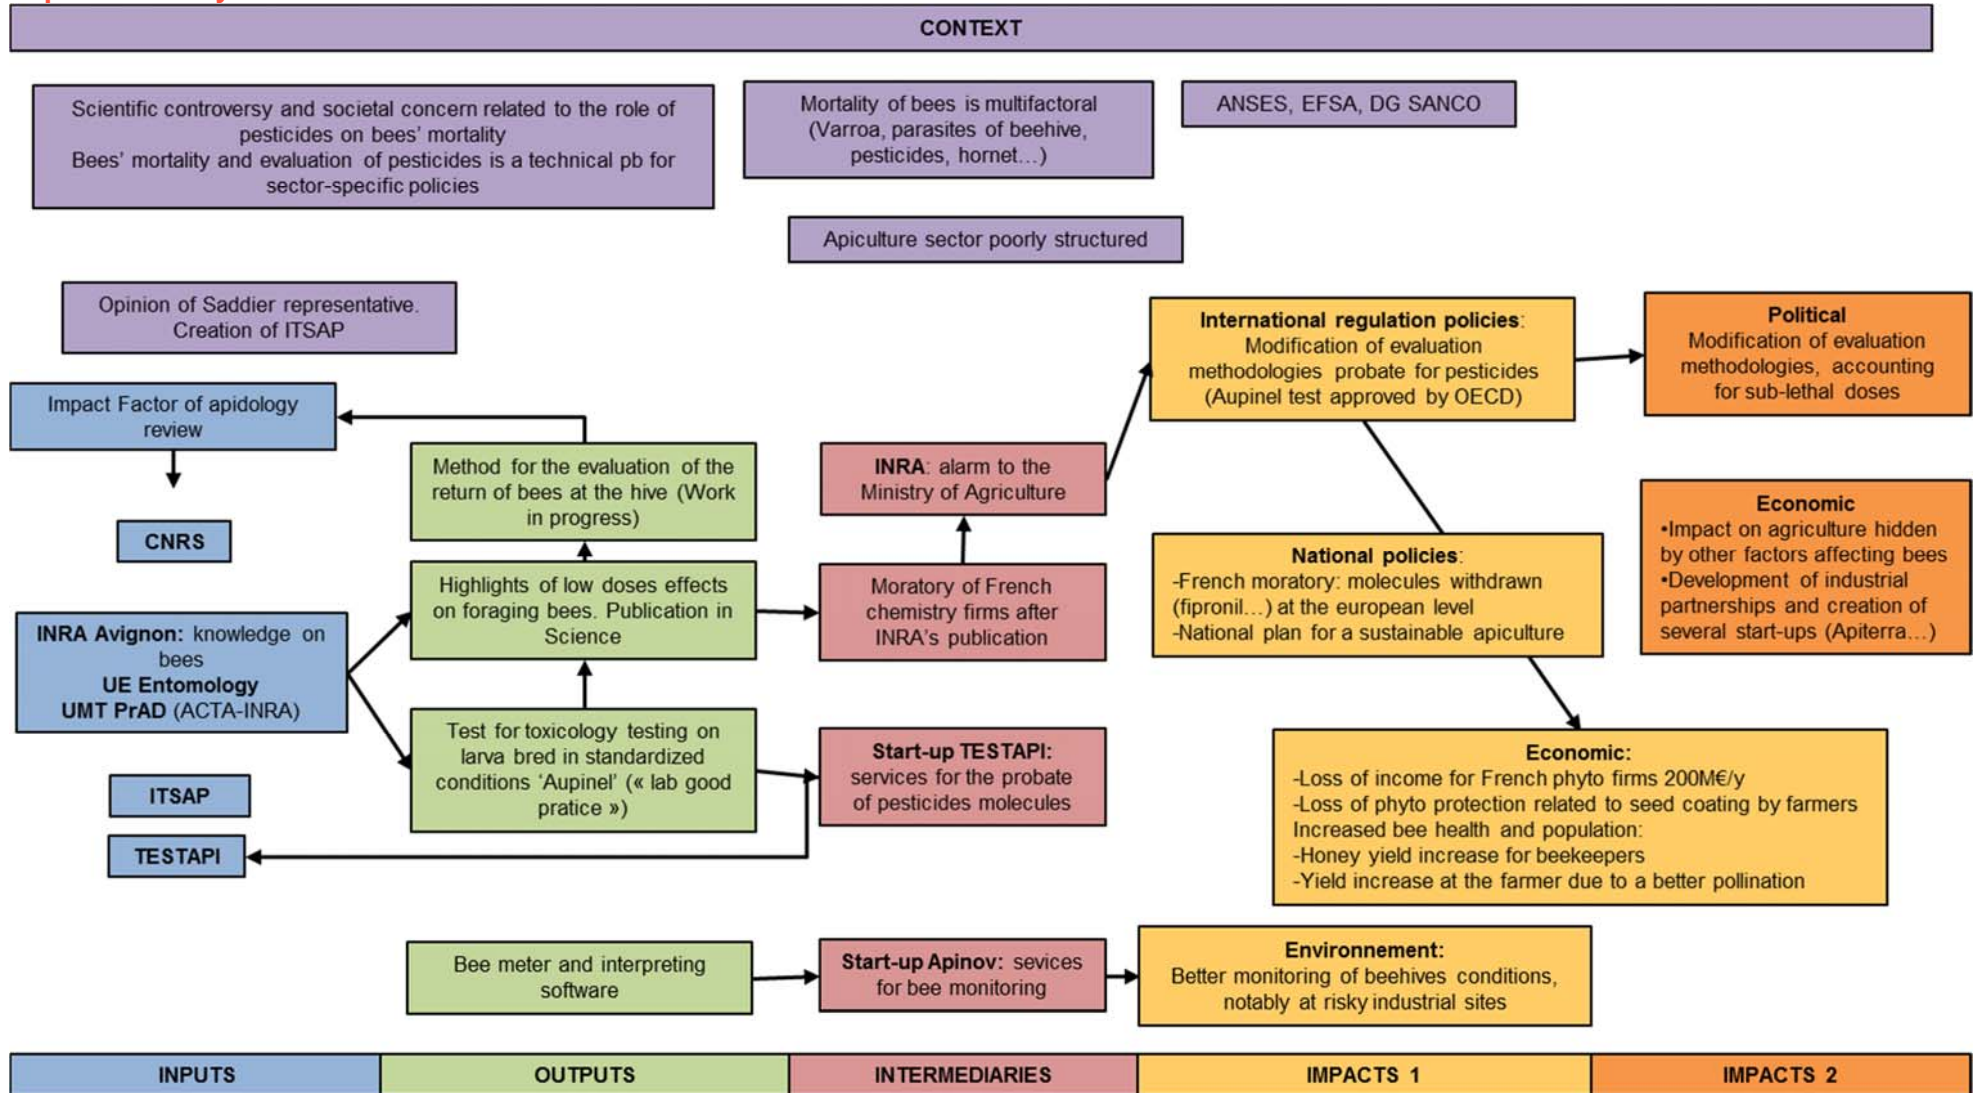 CONTEXT
Scientific controversy and societal concern related to the role of
pesticides on bees' mortality
Bees' mortality and evaluation of pesticides is a technical pb for
sector-specific policies
Mortality of bees is multifactoral
(Varroa, parasites of beehive,
pesticides, hornet…)
ANSES, EFSA, DG SANCO
Apiculture sector poorly structured
Opinion of Saddier representative.
Creation of ITSAP
Impact Factor of apidology
review
CNRS
INRA Avignon: knowledge on
bees
UE Entomology
UMT PrAD (ACTA-INRA)
ITSAP
TESTAPI
Method for the evaluation of the
return of bees at the hive (Work
in progress)
Highlights of low doses effects
on foraging bees. Publication in
Science
Test for toxicology testing on
larva bred in standardized
conditions 'Aupinel' (« lab good
pratice »)
Bee meter and interpreting
software
INRA: alarm to the
Ministry of Agriculture
Moratory of French
chemistry firms after
INRA's publication
Start-up TESTAPI:
services for the probate
of pesticides molecules
Start-up Apinov: sevices
for bee monitoring
International regulation policies:
Modification of evaluation
methodologies probate for pesticides
(Aupinel test approved by OECD)
National policies:
-French moratory: molecules withdrawn
(fipronil…) at the european level
-National plan for a sustainable apiculture
Economic:
-Loss of income for French phyto firms 200M€/y
-Loss of phyto protection related to seed coating by farmers
Increased bee health and population:
-Honey yield increase for beekeepers
-Yield increase at the farmer due to a better pollination
Environnement:
Better monitoring of beehives conditions,
notably at risky industrial sites
Political
Modification of evaluation
methodologies, accounting
for sub-lethal doses
Economic
•Impact on agriculture hidden
by other factors affecting bees
•Development of industrial
partnerships and creation of
several start-ups (Apiterra…)
INPUTS
OUTPUTS
INTERMEDIARIES
IMPACTS 1
IMPACTS 2